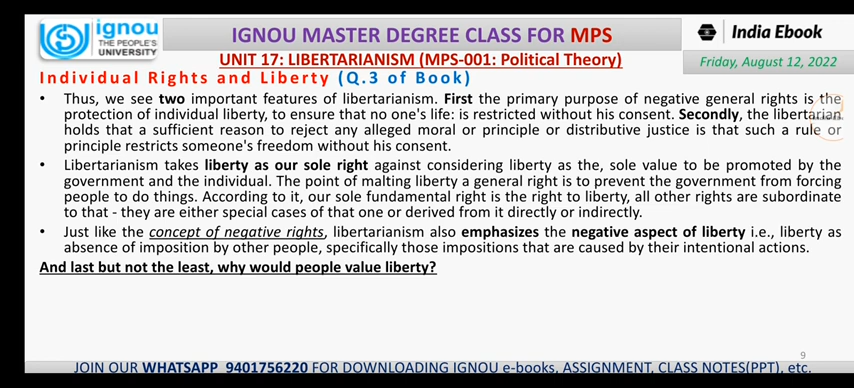 ignou
THE PEOPLE'S
UNIVERSITY
IGNOU MASTER DEGREE CLASS FOR MPS
India Ebook
UNIT 17: LIBERTARIANISM (MPS-001: Political Theory)
Friday, August 12, 2022
Individual Rights and Liberty (Q.3 of Book)
• Thus, we see two important features of libertarianism. First the primary purpose of negative general rights is the
protection of individual liberty, to ensure that no one's life: is restricted without his consent. Secondly, the libertarian
holds that a sufficient reason to reject any alleged moral or principle or distributive justice is that such a rule or
principle restricts someone's freedom without his consent.
• Libertarianism takes liberty as our sole right against considering liberty as the, sole value to be promoted by the
government and the individual. The point of malting liberty a general right is to prevent the government from forcing
people to do things. According to it, our sole fundamental right is the right to liberty, all other rights are subordinate
to that - they are either special cases of that one or derived from it directly or indirectly.
• Just like the concept of negative rights, libertarianism also emphasizes the negative aspect of liberty i.e., liberty as
absence of imposition by other people, specifically those impositions that are caused by their intentional actions.
And last but not the least, why would people value liberty?
9
JOIN OUR WHATSAPP 9401756220 FOR DOWNLOADING IGNOU e-books, ASSIGNMENT, CLASS NOTES(PPT), etc.